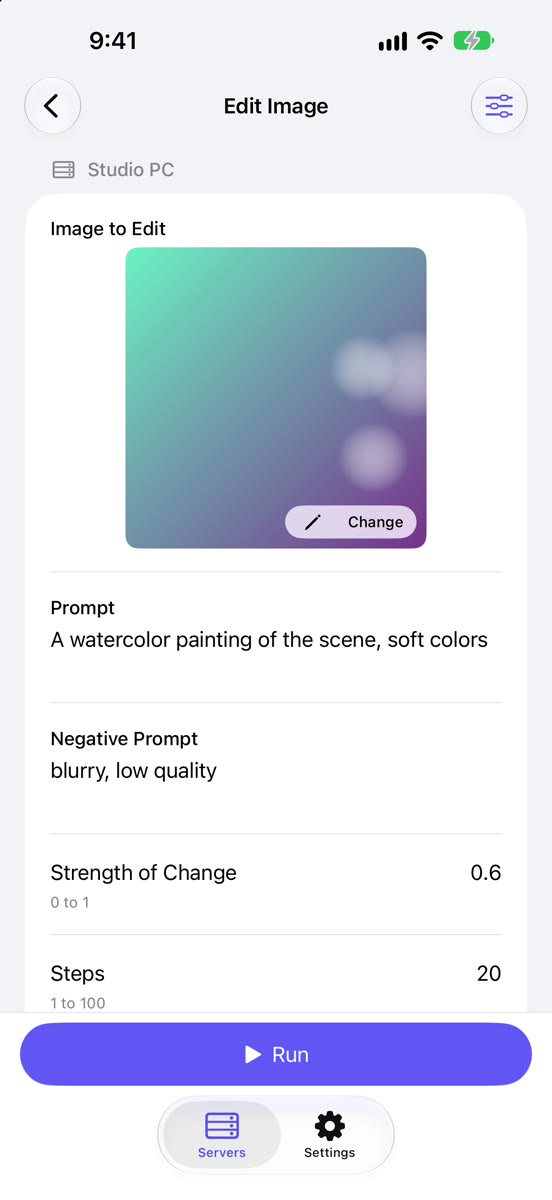 9:41
Edit Image
Studio PC
Image to Edit
Change
Prompt
A watercolor painting of the scene, soft colors
Negative Prompt
blurry, low quality
Strength of Change
0.6
0 to 1
Steps
20
1 to 100
Run
Servers
Settings